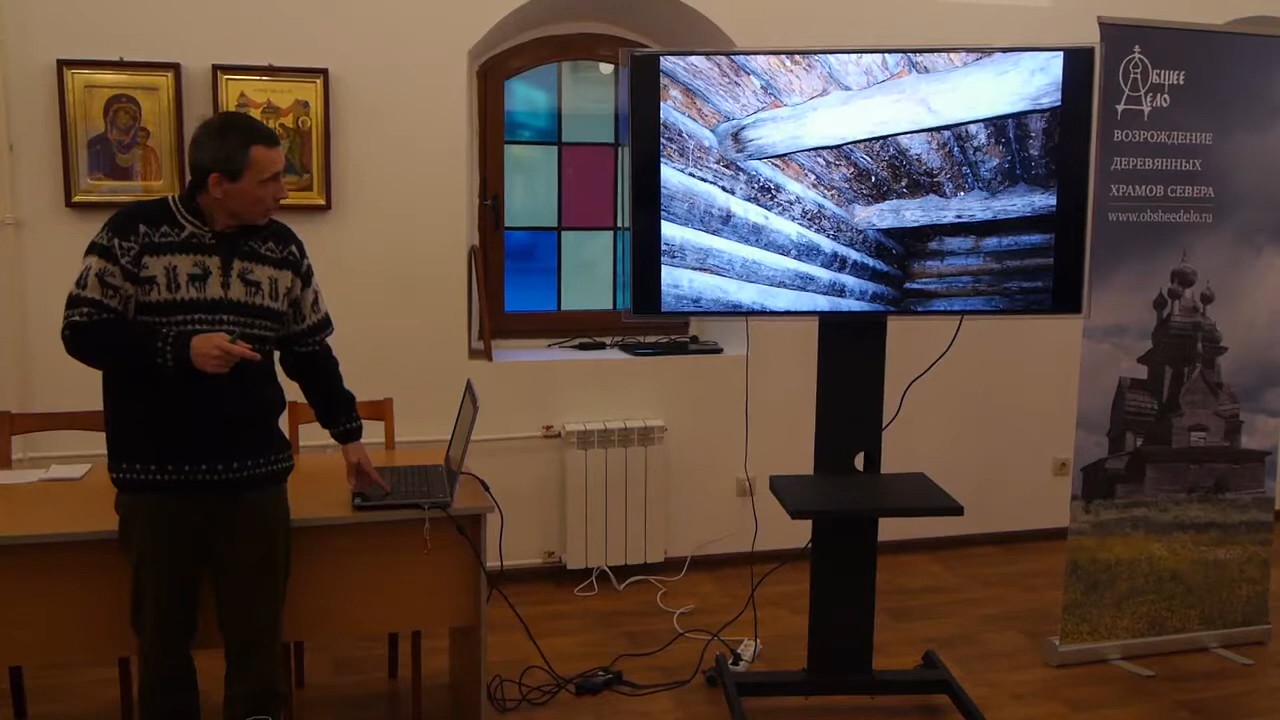 Общее
Дело
ВОЗРОЖДЕНИЕ
ДЕРЕВЯННЫХ
ХРАМОВ СЕВЕРА
www.obsheedelo.ru